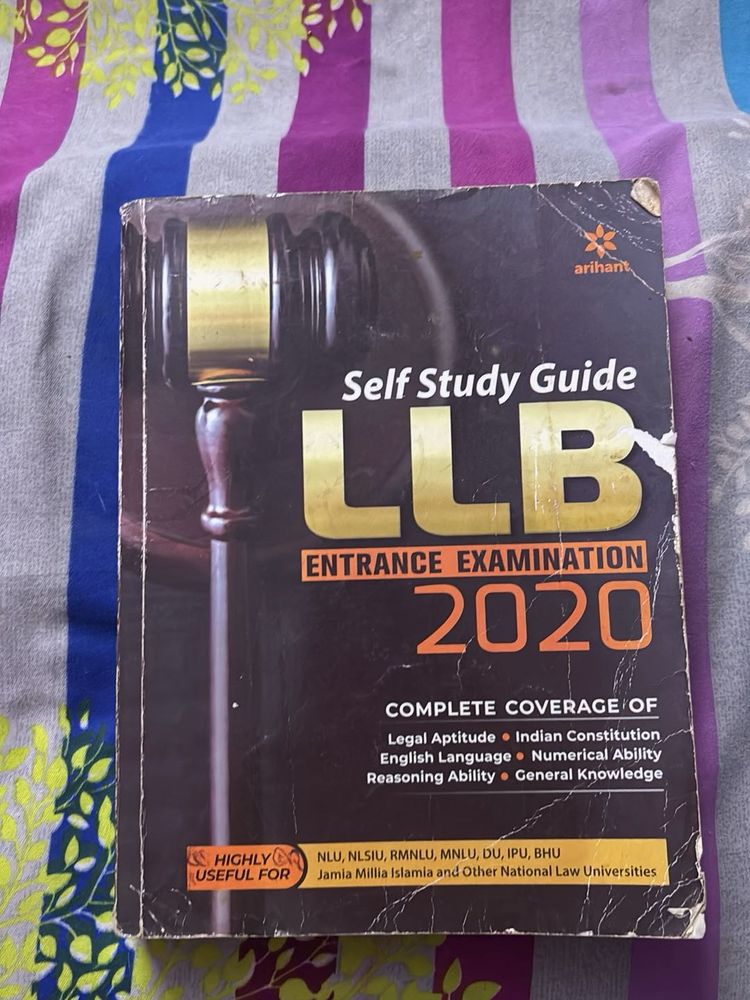 arihant
Self Study Guide
LLB
ENTRANCE EXAMINATION
2020
COMPLETE COVERAGE OF
Legal Aptitude • Indian Constitution
English Language • Numerical Ability
Reasoning Ability • General Knowledge
HIGHLY
USEFUL FOR
NLU, NLSIU, RMNLU, MNLU, DU, IPU, BHU
Jamia Millia Islamia and Other National Law Universities